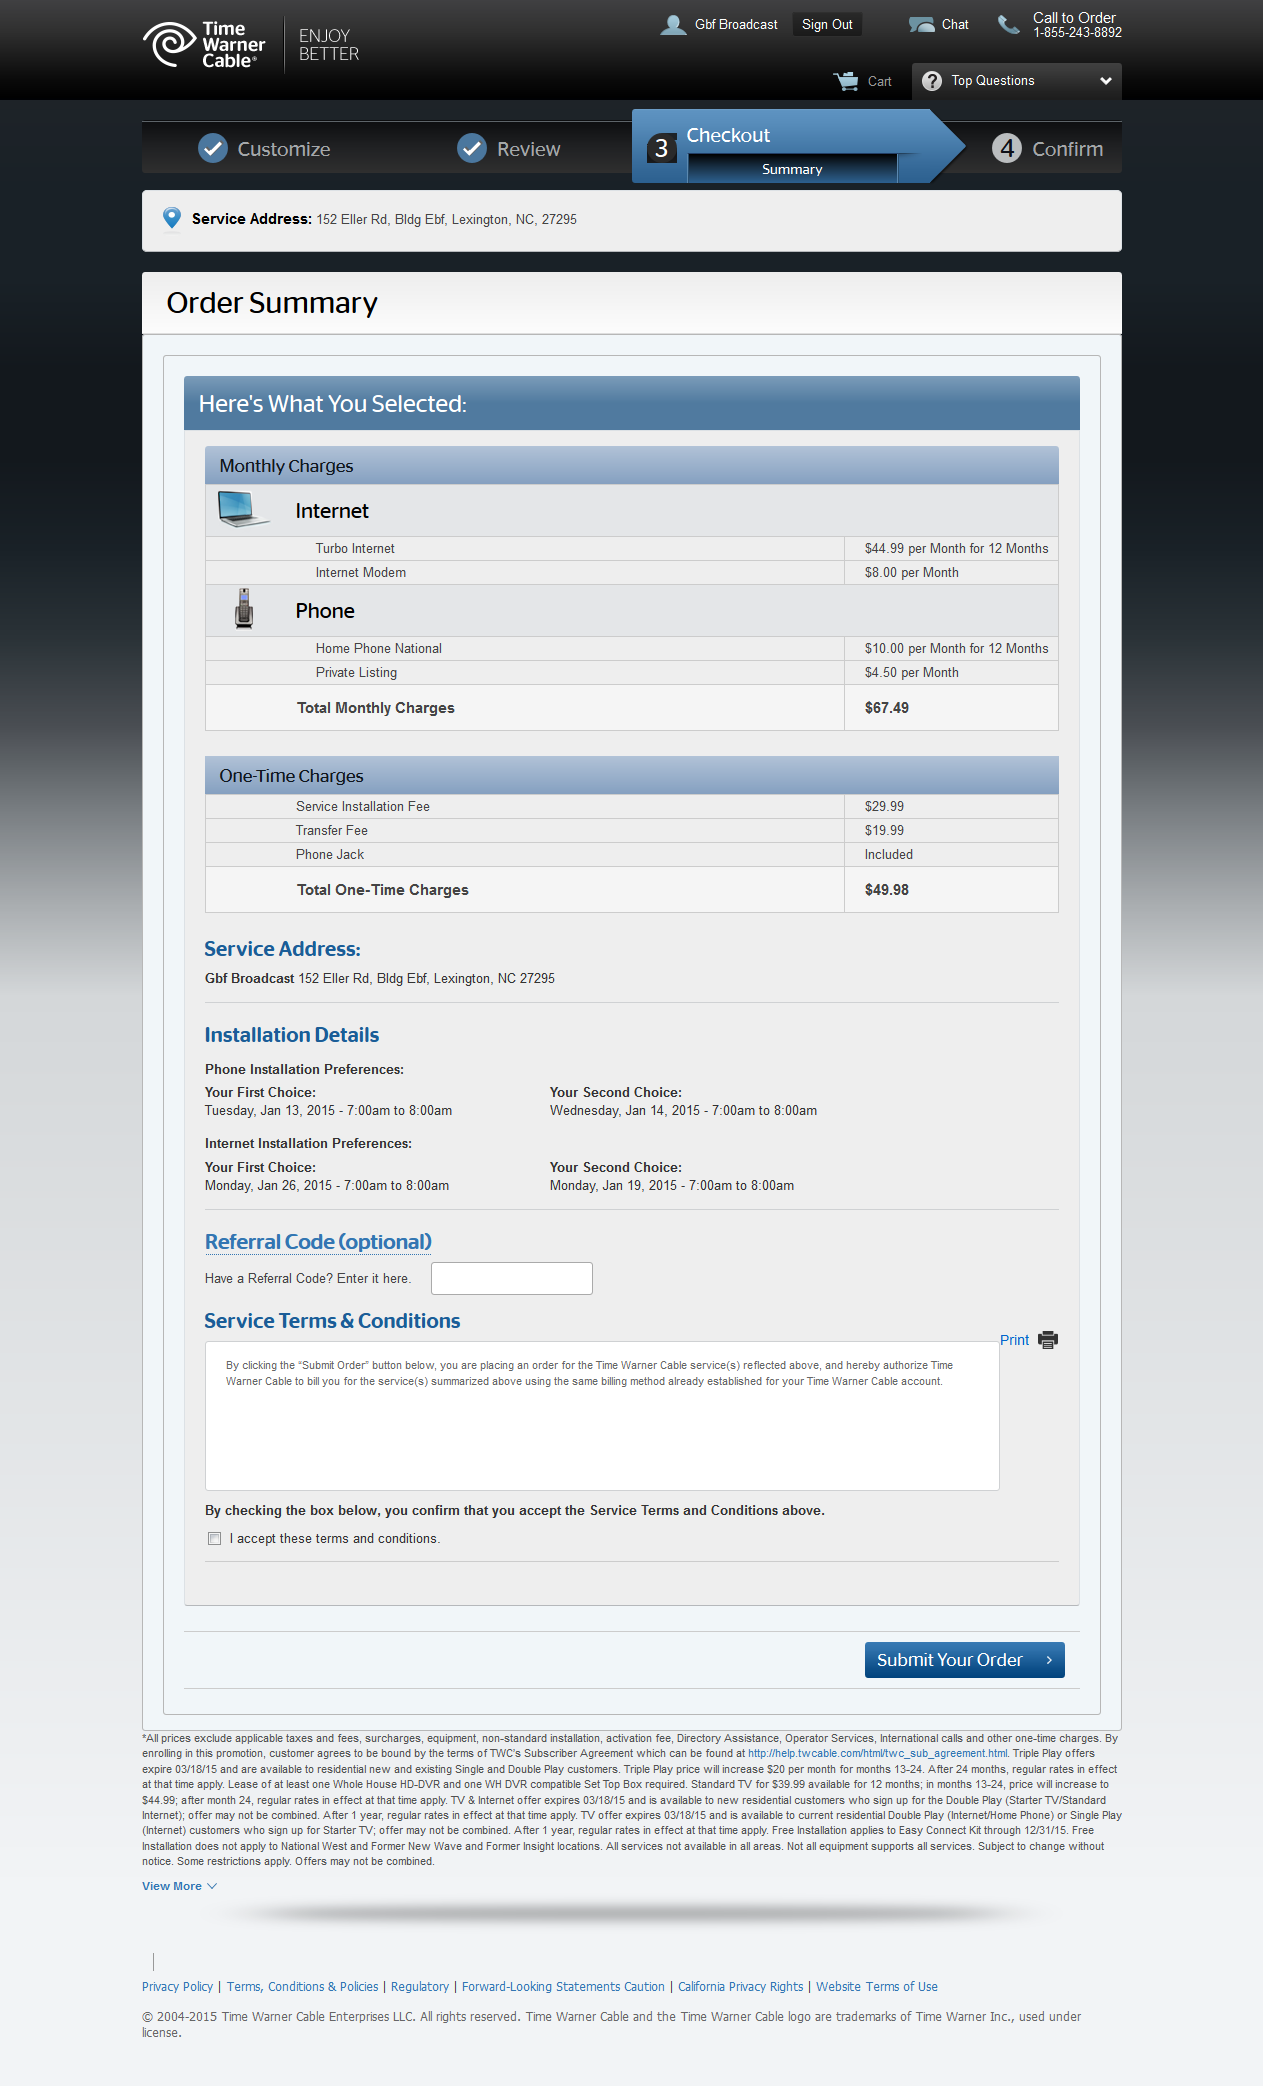 Time
Warner
Cable®
ENJOY
BETTER
Gbf Broadcast
Sign Out
Chat
Call to Order
1-855-243-8892
Cart
Top Questions
Customize
Review
3
Checkout
Summary
4
Confirm
Service Address: 152 Eller Rd, Bldg Ebf, Lexington, NC, 27295
Order Summary
Here's What You Selected:
Monthly Charges
Internet
Turbo Internet $44.99 per Month for 12 Months
Internet Modem $8.00 per Month
Phone
Home Phone National $10.00 per Month for 12 Months
Private Listing $4.50 per Month
Total Monthly Charges $67.49
One-Time Charges
Service Installation Fee $29.99
Transfer Fee $19.99
Phone Jack Included
Total One-Time Charges $49.98
Service Address:
Gbf Broadcast 152 Eller Rd, Bldg Ebf, Lexington, NC 27295
Installation Details
Phone Installation Preferences:
Your First Choice: Your Second Choice:
Tuesday, Jan 13, 2015 - 7:00am to 8:00am Wednesday, Jan 14, 2015 - 7:00am to 8:00am
Internet Installation Preferences:
Your First Choice: Your Second Choice:
Monday, Jan 26, 2015 - 7:00am to 8:00am Monday, Jan 19, 2015 - 7:00am to 8:00am
Referral Code (optional)
Have a Referral Code? Enter it here.
Service Terms & Conditions
Print
By clicking the “Submit Order” button below, you are placing an order for the Time Warner Cable service(s) reflected above, and hereby authorize Time
Warner Cable to bill you for the service(s) summarized above using the same billing method already established for your Time Warner Cable account.
By checking the box below, you confirm that you accept the Service Terms and Conditions above.
I accept these terms and conditions.
Submit Your Order
*All prices exclude applicable taxes and fees, surcharges, equipment, non-standard installation, activation fee, Directory Assistance, Operator Services, International calls and other one-time charges. By
enrolling in this promotion, customer agrees to be bound by the terms of TWC's Subscriber Agreement which can be found at http://help.twcable.com/html/twc_sub_agreement.html. Triple Play offers
expire 03/18/15 and are available to residential new and existing Single and Double Play customers. Triple Play price will increase $20 per month for months 13-24. After 24 months, regular rates in effect
at that time apply. Lease of at least one Whole House HD-DVR and one WH DVR compatible Set Top Box required. Standard TV for $39.99 available for 12 months; in months 13-24, price will increase to
$44.99; after month 24, regular rates in effect at that time apply. TV & Internet offer expires 03/18/15 and is available to new residential customers who sign up for the Double Play (Starter TV/Standard
Internet); offer may not be combined. After 1 year, regular rates in effect at that time apply. TV offer expires 03/18/15 and is available to current residential Double Play (Internet/Home Phone) or Single Play
(Internet) customers who sign up for Starter TV; offer may not be combined. After 1 year, regular rates in effect at that time apply. Free Installation applies to Easy Connect Kit through 12/31/15. Free
Installation does not apply to National West and Former New Wave and Former Insight locations. All services not available in all areas. Not all equipment supports all services. Subject to change without
notice. Some restrictions apply. Offers may not be combined.
View More
Privacy Policy | Terms, Conditions & Policies | Regulatory | Forward-Looking Statements Caution | California Privacy Rights | Website Terms of Use
© 2004-2015 Time Warner Cable Enterprises LLC. All rights reserved. Time Warner Cable and the Time Warner Cable logo are trademarks of Time Warner Inc., used under
license.